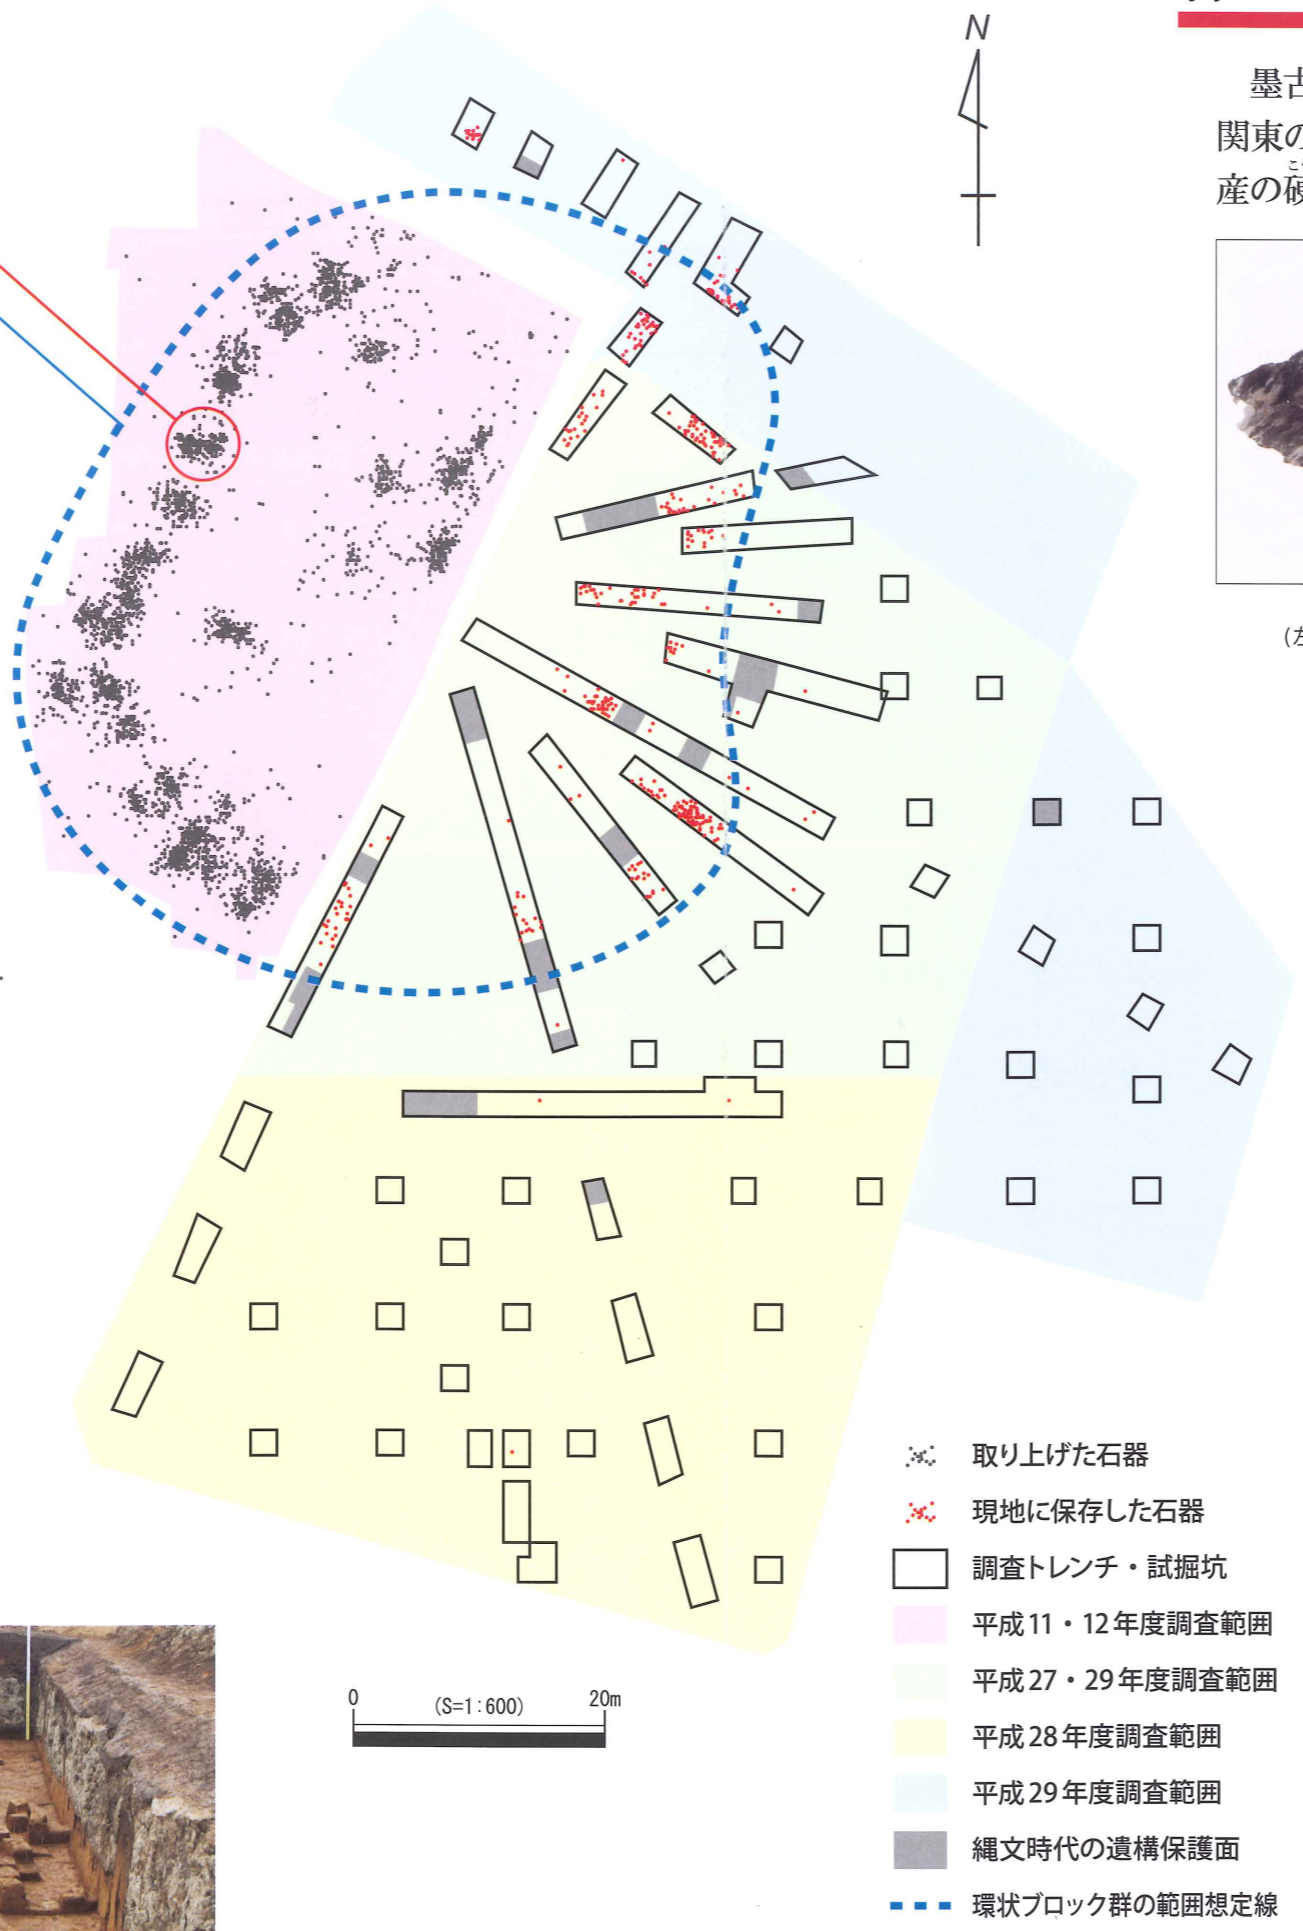 N
墨古
関東の
産の硬
(左
取り上げた石器
現地に保存した石器
調査トレンチ・試掘坑
平成11・12年度調査範囲
平成27・29年度調査範囲
平成28年度調査範囲
平成29年度調査範囲
縄文時代の遺構保護面
環状ブロック群の範囲想定線
0 (S=1:600) 20m